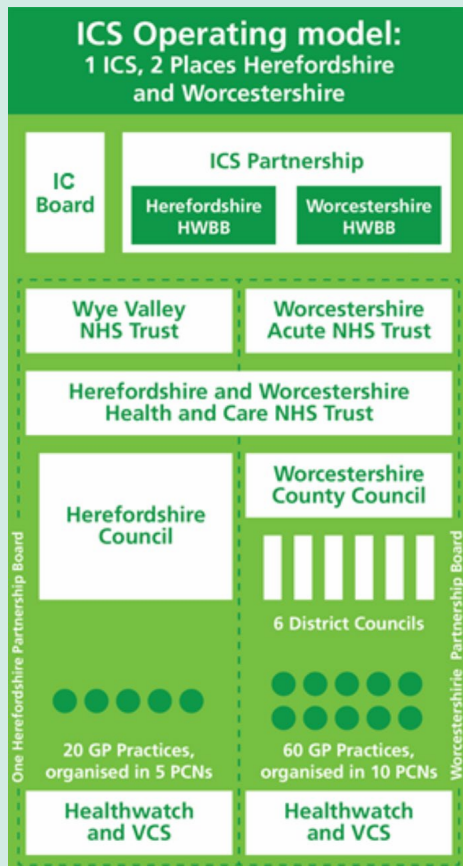 ICS Operating model:
1 ICS, 2 Places Herefordshire
and Worcestershire
IC
Board
ICS Partnership
Herefordshire
HWBB
Worcestershire
HWBB
Wye Valley
NHS Trust
Worcestershire
Acute NHS Trust
Herefordshire and Worcestershire
Health and Care NHS Trust
Herefordshire
Council
Worcestershire
County Council
6 District Councils
One Herefordshire Partnership Board
Worcestershirie Partnership Board
20 GP Practices,
organised in 5 PCNs
60 GP Practices,
organised in 10 PCNs
Healthwatch
and VCS
Healthwatch
and VCS